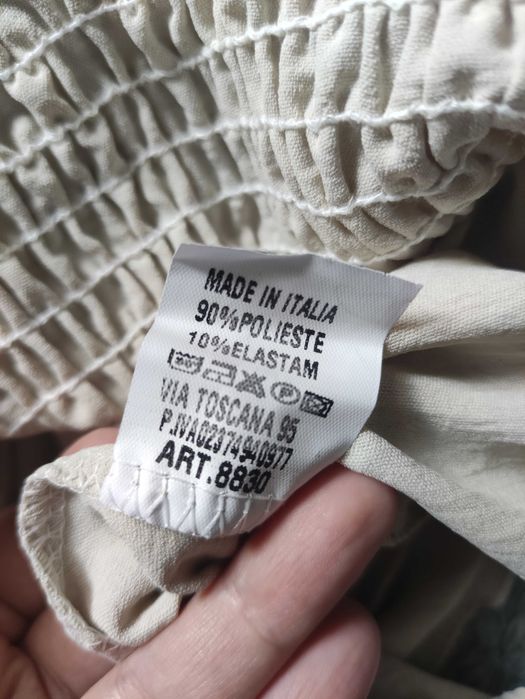 MADE IN ITALIA
90%POLIESTE
10%ELASTAM
VIA TOSCANA 95
P.IVA02374940977
ART.8830